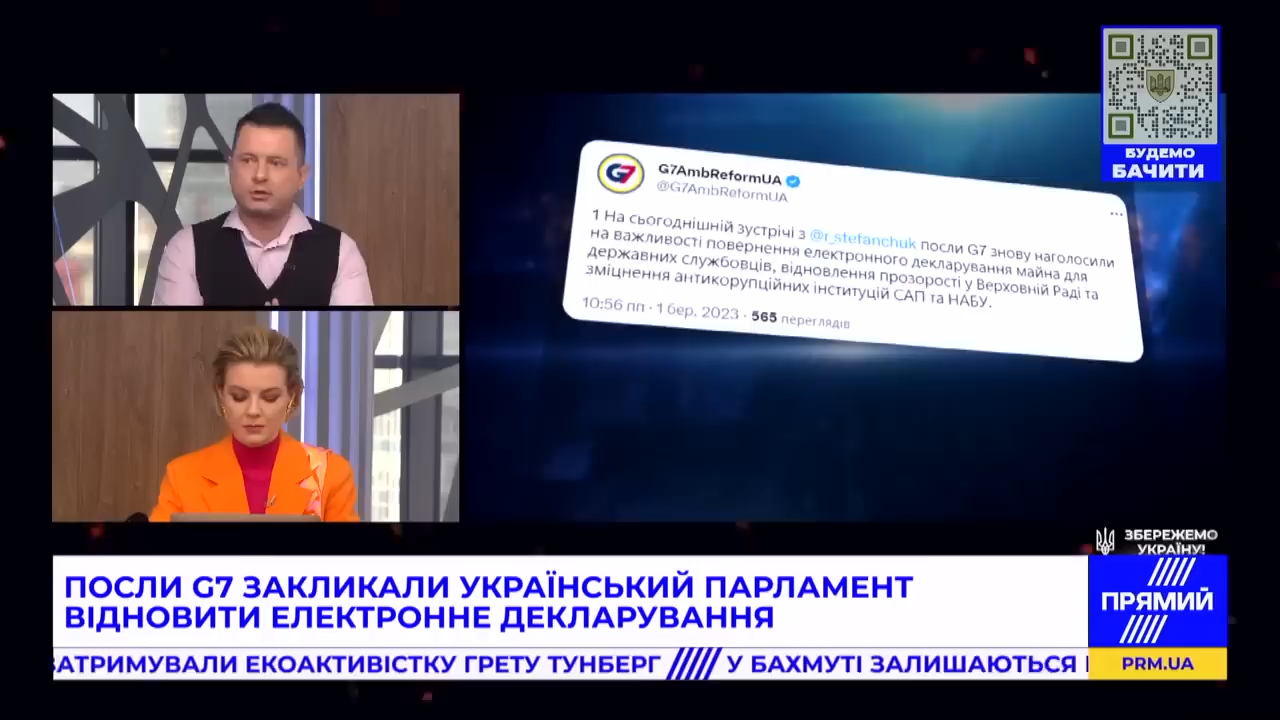 БУДЕМО
БАЧИТИ
G7
G7AmbReformUA
@G7AmbReformUA
...
1 На сьогоднішній зустрічі з @r_stefanchuk посли G7 знову наголосили
на важливості повернення електронного декларування майна для
державних службовців, відновлення прозорості у Верховній Раді та
зміцнення антикорупційних інституцій САП та НАБУ.
10:56 пп · 1 бер. 2023 · 565 переглядів
ЗБЕРЕЖЕМО
УКРАЇНУ!
ПОСЛИ G7 ЗАКЛИКАЛИ УКРАЇНСЬКИЙ ПАРЛАМЕНТ
ВІДНОВИТИ ЕЛЕКТРОННЕ ДЕКЛАРУВАННЯ
ПРЯМИЙ
ЗАТРИМУВАЛИ ЕКОАКТИВІСТКУ ГРЕТУ ТУНБЕРГ //// У БАХМУТІ ЗАЛИШАЮТЬСЯ
PRM.UA